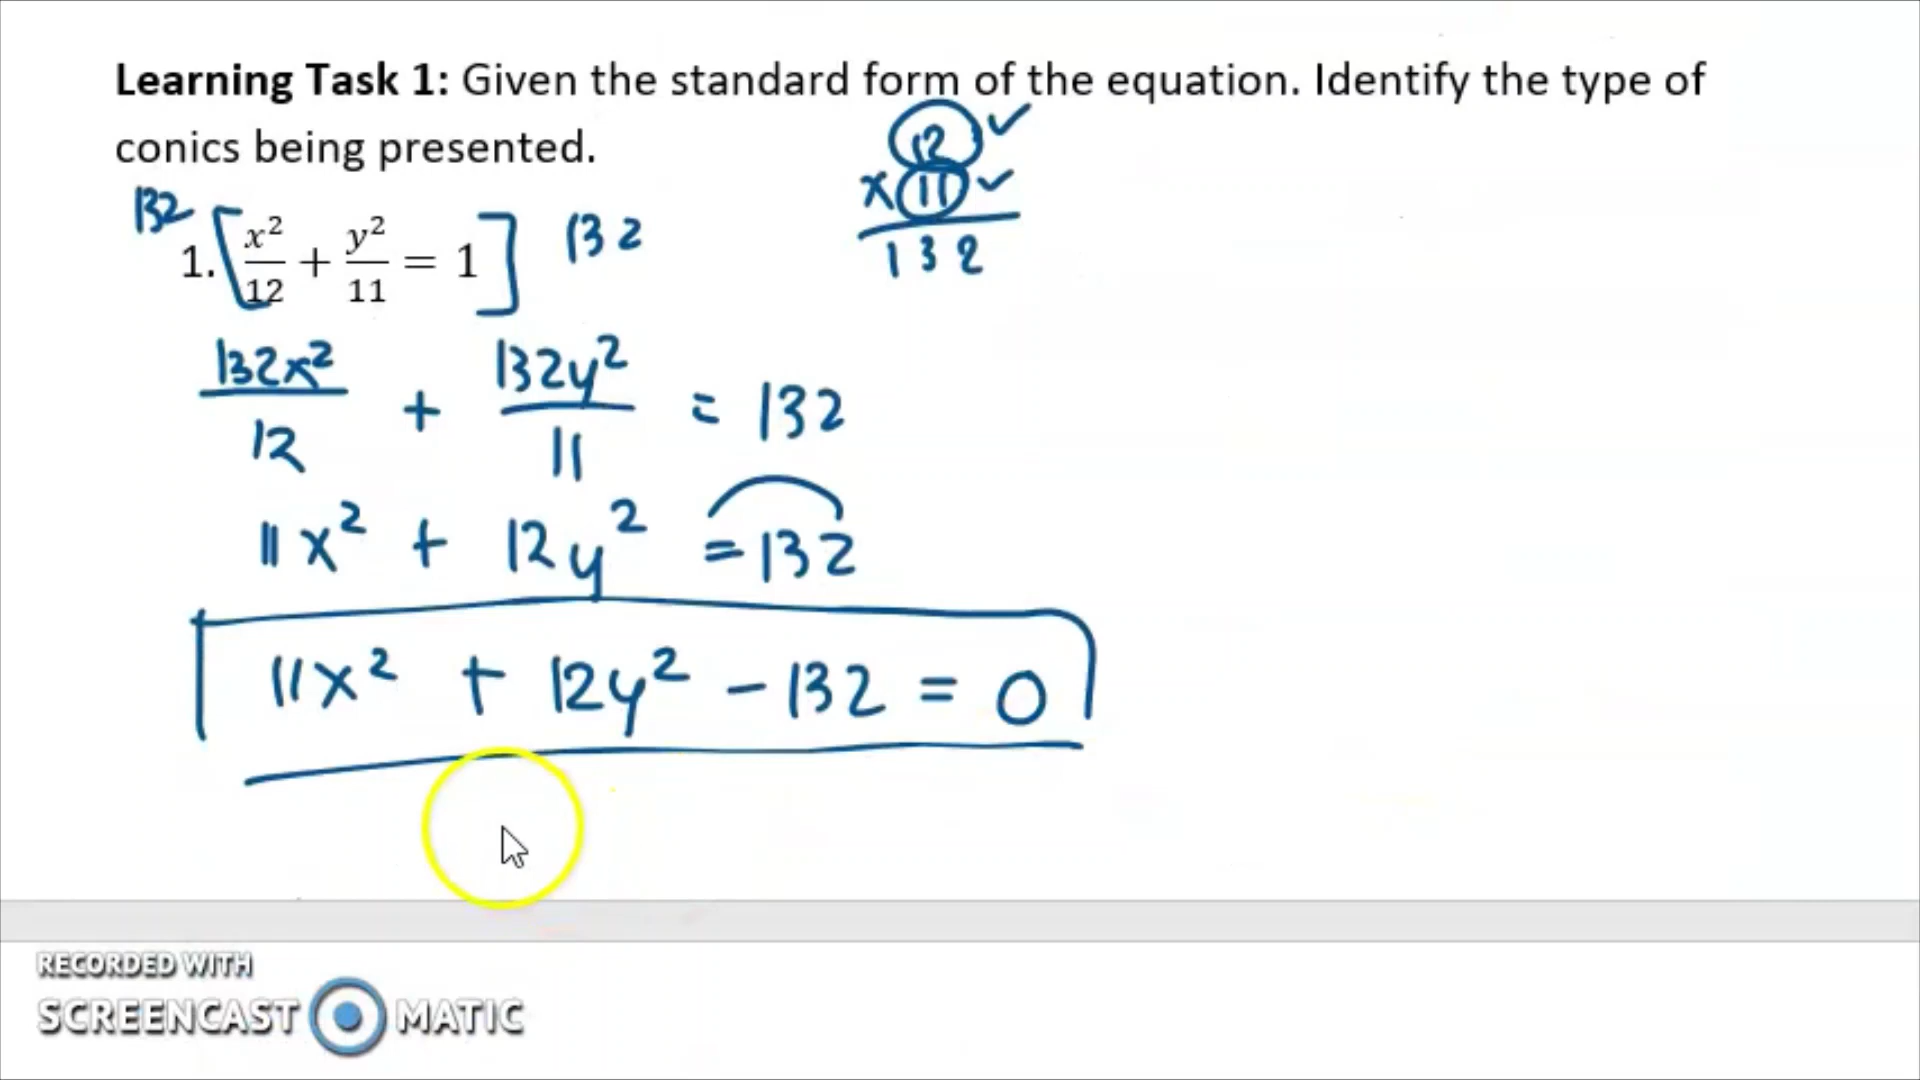 Learning Task 1: Given the standard form of the equation. Identify the type of
conics being presented.
12 ✓
x 11 ✓
132
132 1. [x²/12 + y²/11 = 1] 132
132x²/12 + 132y²/11 = 132
11x² + 12y² = 132
11x² + 12y² - 132 = 0
RECORDED WITH
SCREENCAST MATIC